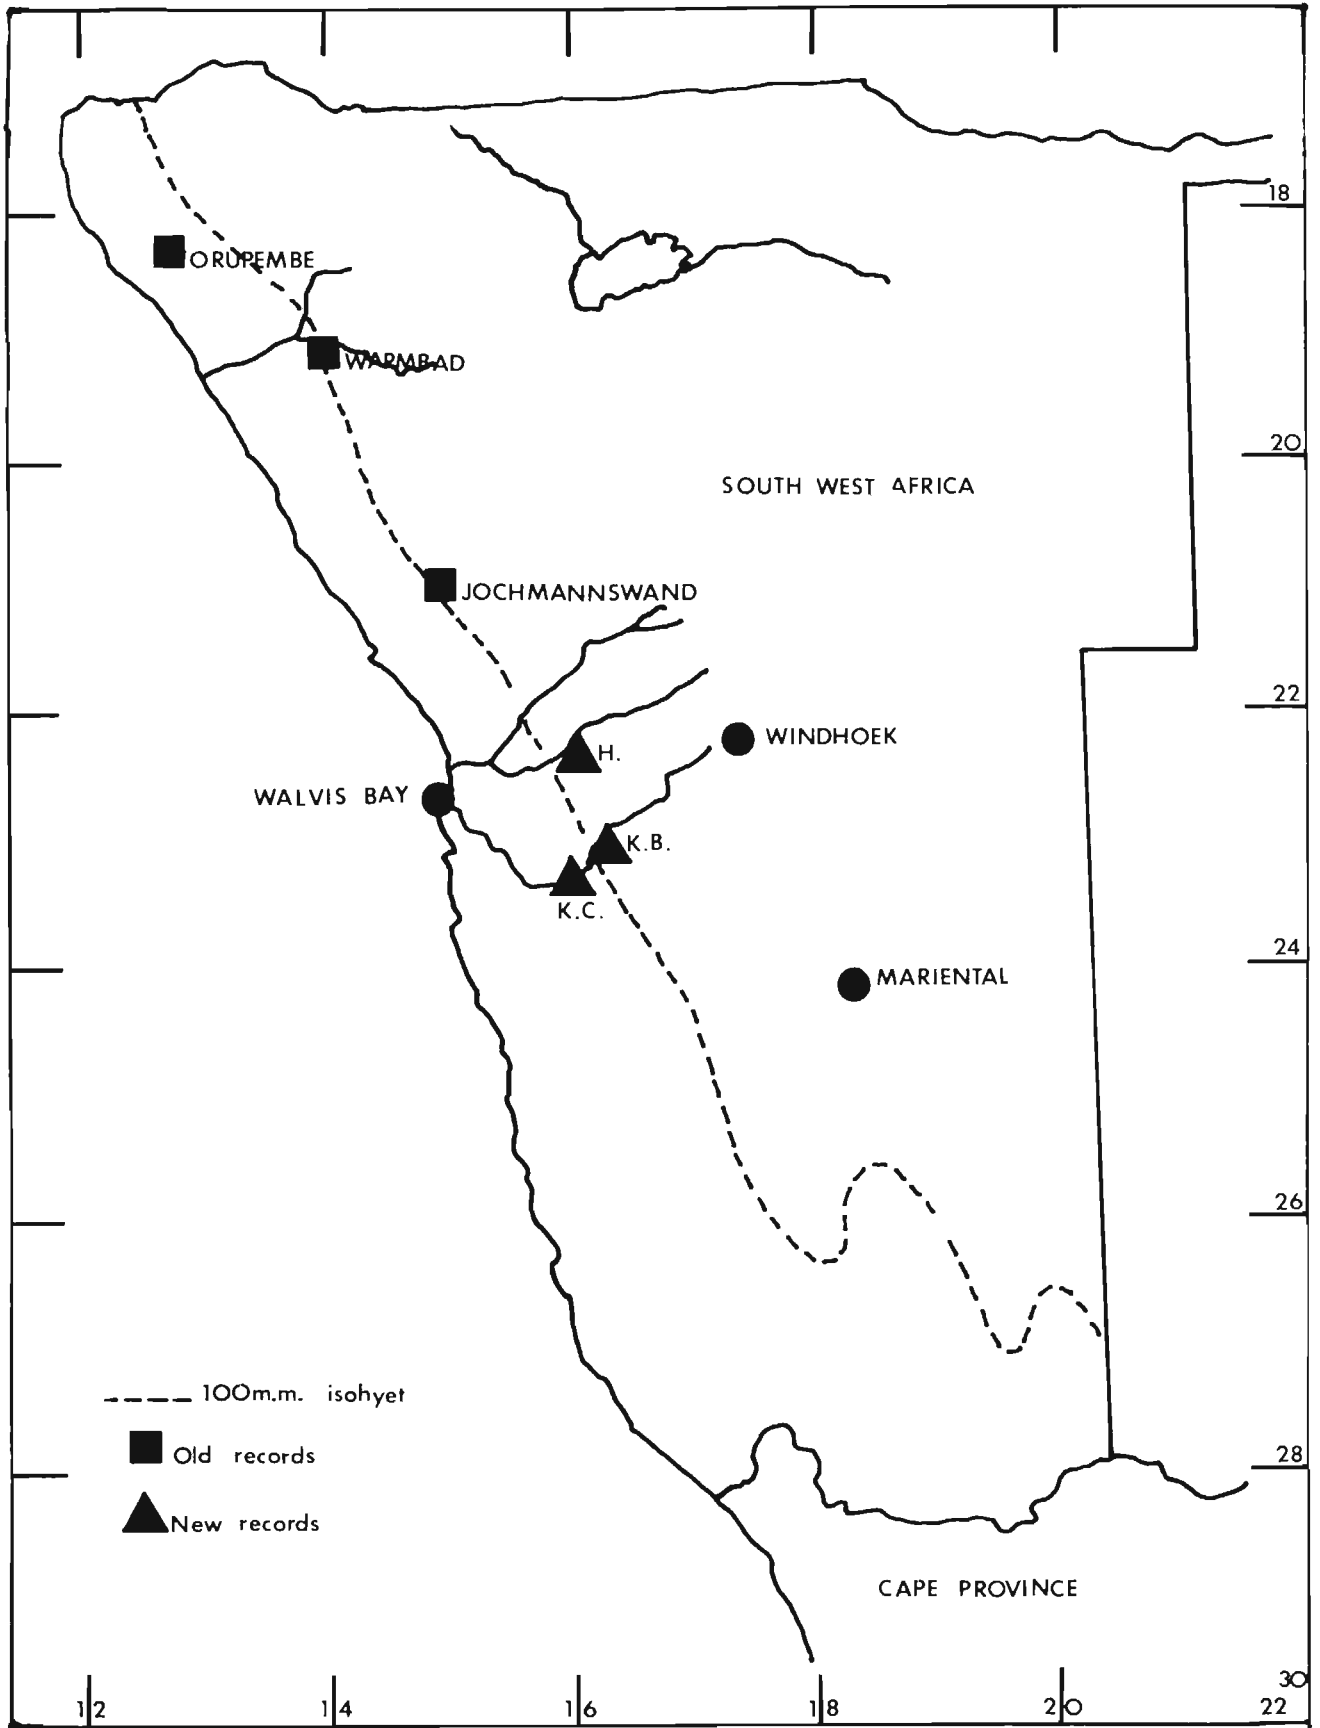 18
ORUPEMBE
WARMBAD
20
SOUTH WEST AFRICA
JOCHMANNSWAND
22
WINDHOEK
H.
WALVIS BAY
K.B.
K.C.
24
MARIENTAL
26
100m.m. isohyet
28
Old records
New records
CAPE PROVINCE
30
12 14 16 18 20 22